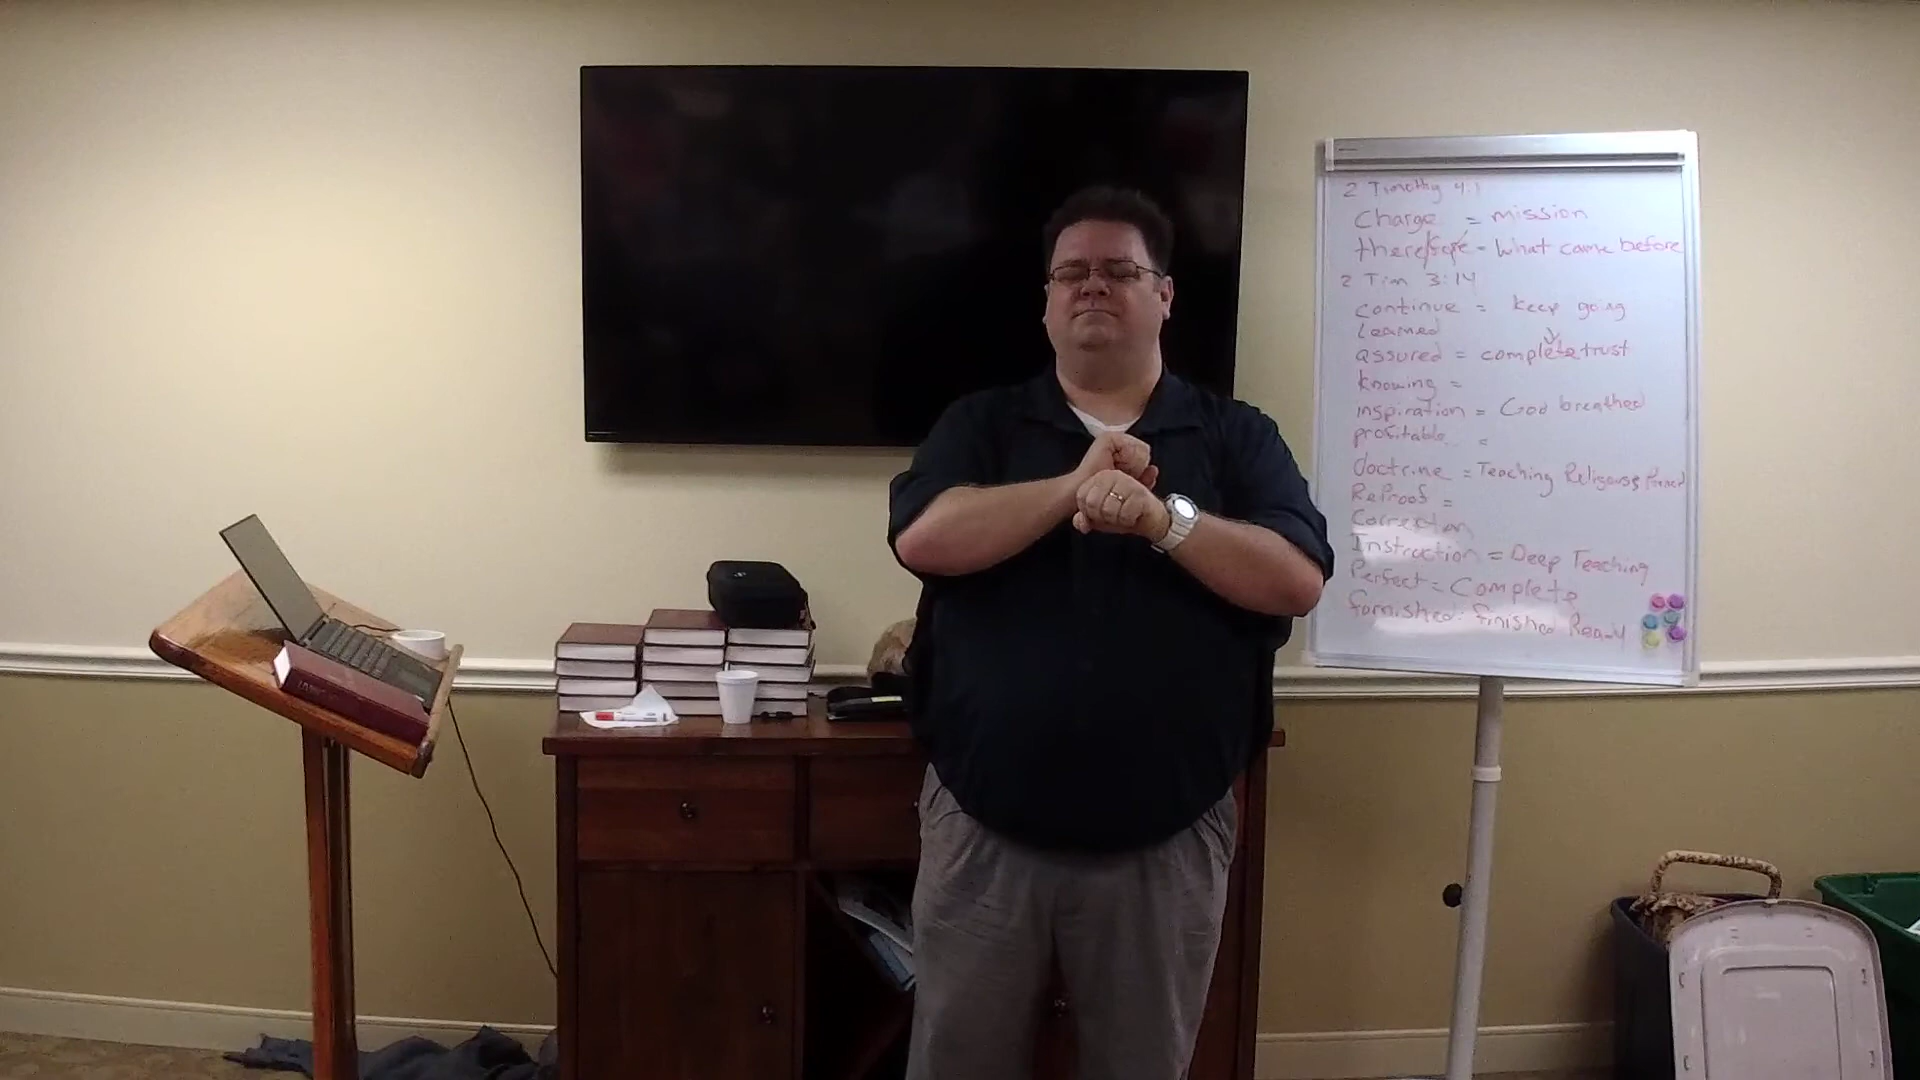 2 Timothy 4:1
Charge = mission
therefore = What came before
2 Tim 3:14
continue = keep going
Learned
assured = complete trust
knowing =
inspiration = God breathed
profitable =
doctrine = Teaching Religious
Reproof =
Correction
Instruction = Deep Teaching
Perfect = Complete
furnished: finished Ready